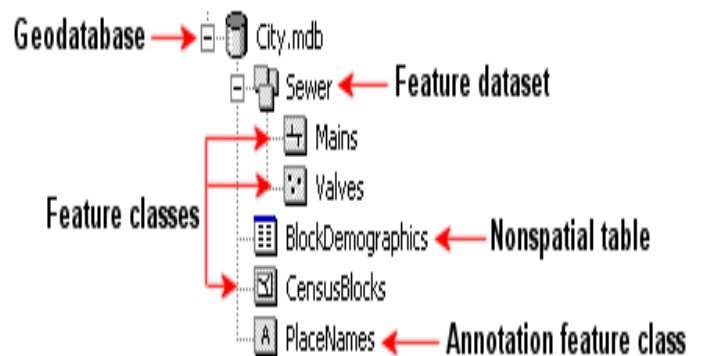 Geodatabase City.mdb
Sewer Feature dataset
Mains
Valves
Feature classes
BlockDemographics Nonspatial table
CensusBlocks
A PlaceNames Annotation feature class